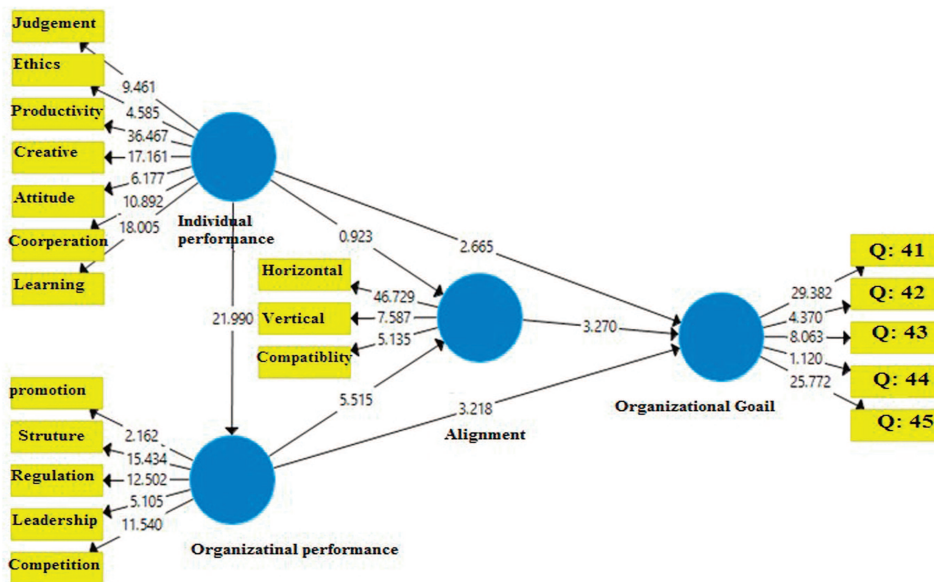 Judgement
Ethics
Productivity
Creative
Attitude
Coorperation
Learning
9.461
4.585
36.467
17.161
6.177
10.892
18.005
Individual
performance
0.923
2.665
21.990
Horizontal
Vertical
Compatiblity
46.729
7.587
5.135
3.270
5.515
3.218
Alignment
Q: 41
Q: 42
Q: 43
Q: 44
Q: 45
29.382
4.370
8.063
1.120
25.772
Organizational Goail
promotion
Struture
Regulation
Leadership
Competition
2.162
15.434
12.502
5.105
11.540
Organizatinal performance